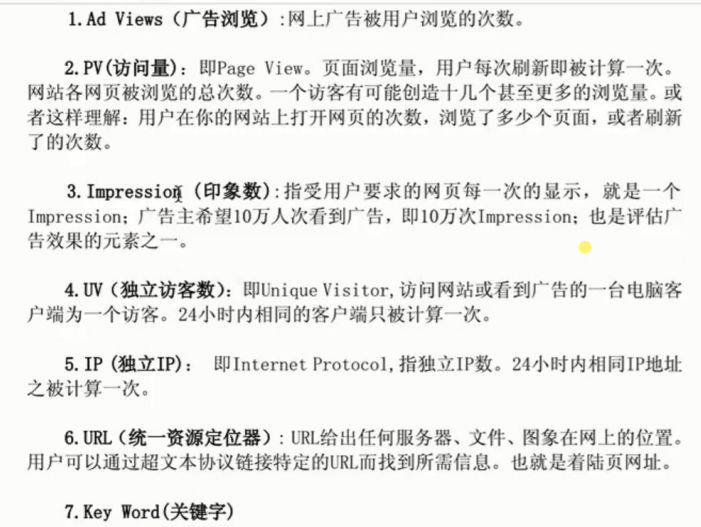 1.Ad Views（广告浏览）:网上广告被用户浏览的次数。
2.PV(访问量)：即Page View。页面浏览量，用户每次刷新即被计算一次。
网站各网页被浏览的总次数。一个访客有可能创造十几个甚至更多的浏览量。或
者这样理解：用户在你的网站上打开网页的次数，浏览了多少个页面，或者刷新
了的次数。
3.Impression (印象数):指受用户要求的网页每一次的显示，就是一个
Impression；广告主希望10万人次看到广告，即10万次Impression；也是评估广
告效果的元素之一。
4.UV（独立访客数）：即Unique Visitor,访问网站或看到广告的一台电脑客
户端为一个访客。24小时内相同的客户端只被计算一次。
5.IP(独立IP)： 即Internet Protocol,指独立IP数。24小时内相同IP地址
之被计算一次。
6.URL（统一资源定位器）:URL给出任何服务器、文件、图象在网上的位置。
用户可以通过超文本协议链接特定的URL而找到所需信息。也就是着陆页网址。
7.Key Word(关键字)